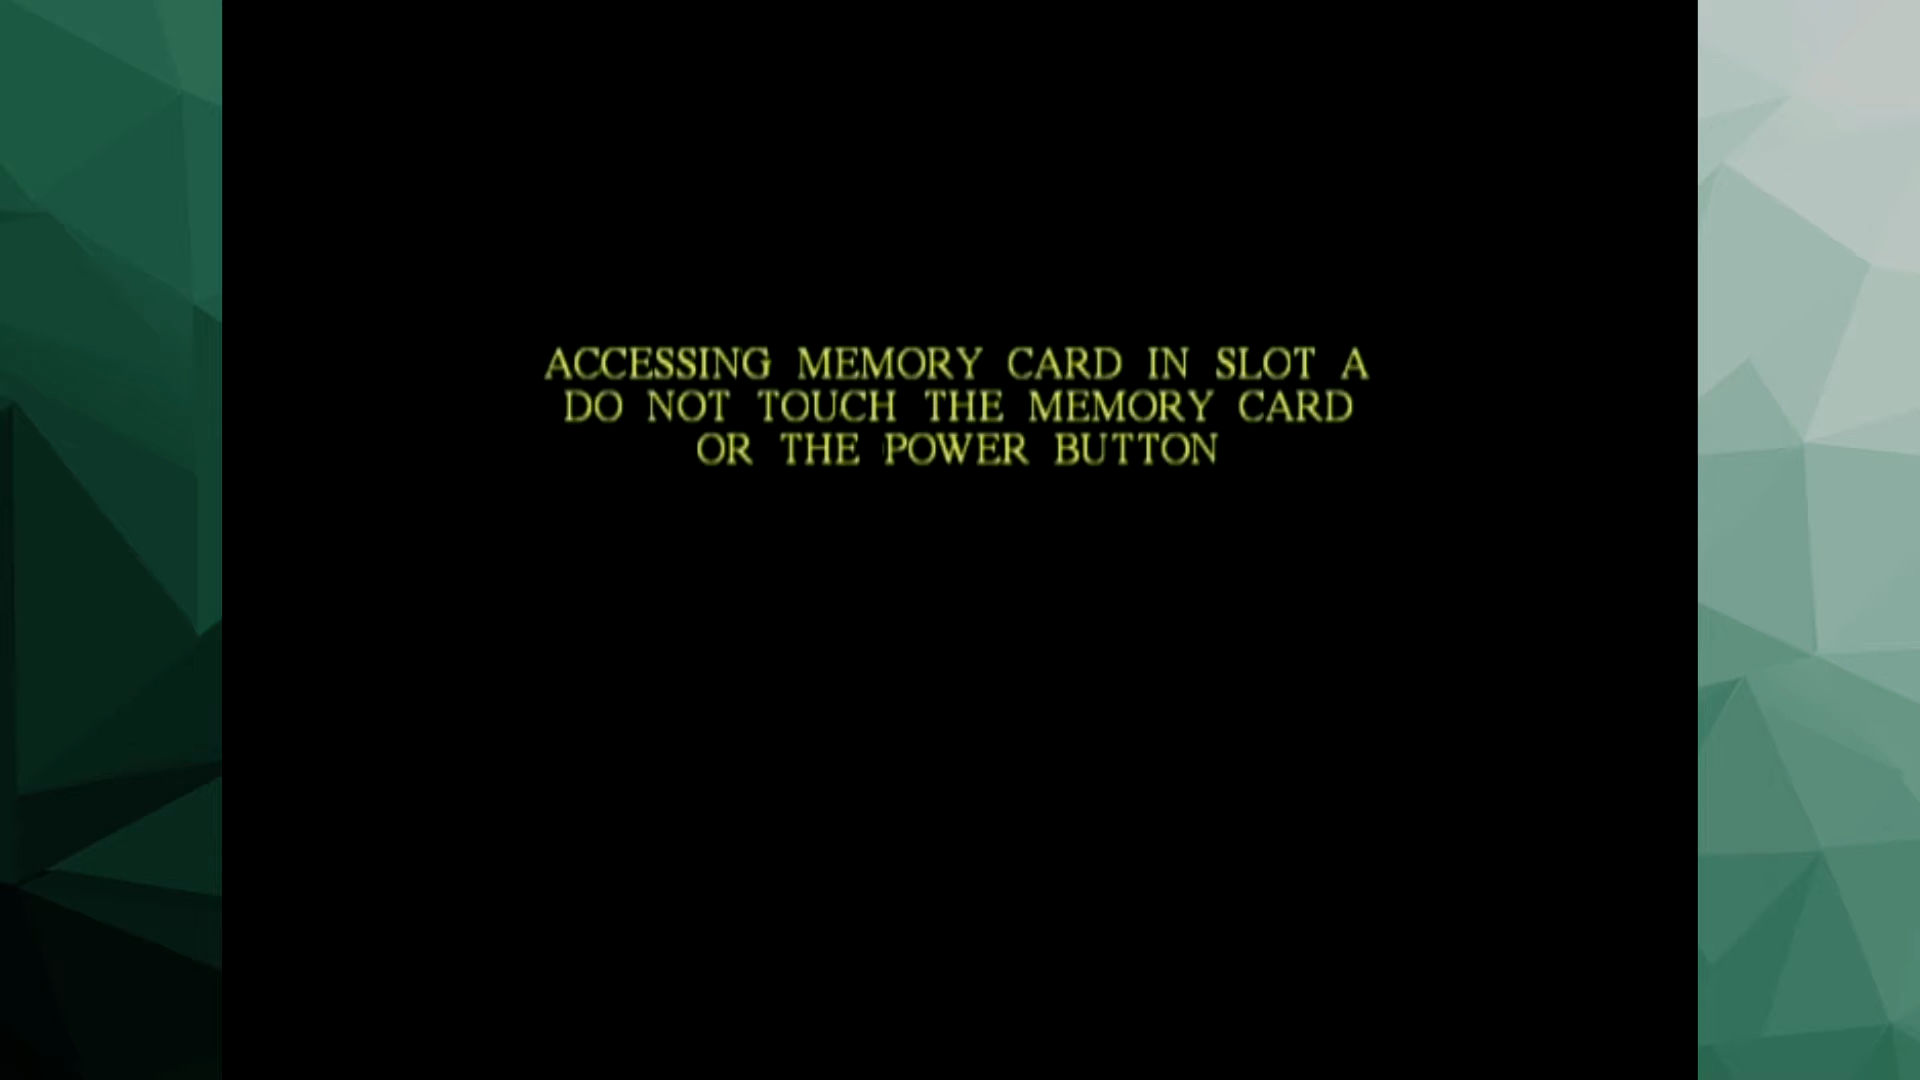 ACCESSING MEMORY CARD IN SLOT A
DO NOT TOUCH THE MEMORY CARD
OR THE POWER BUTTON